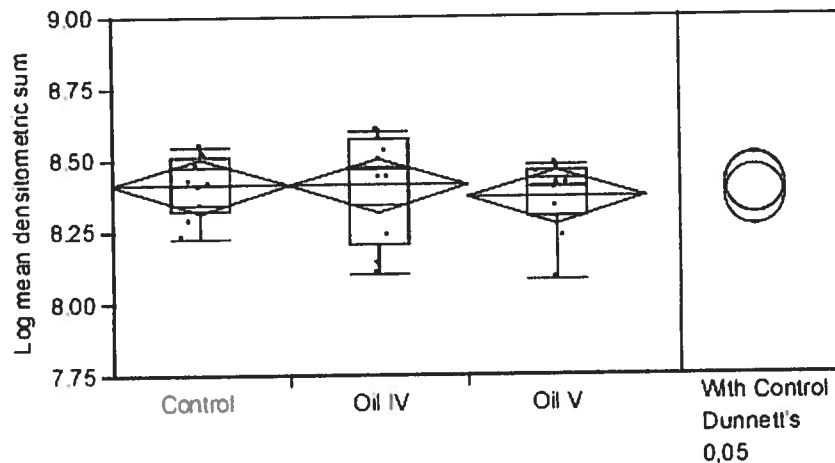 Log mean densitometric sum
9.00
8.75
8.50
8.25
8.00
7.75
Control
Oil IV
Oil V
With Control
Dunnett's
0,05